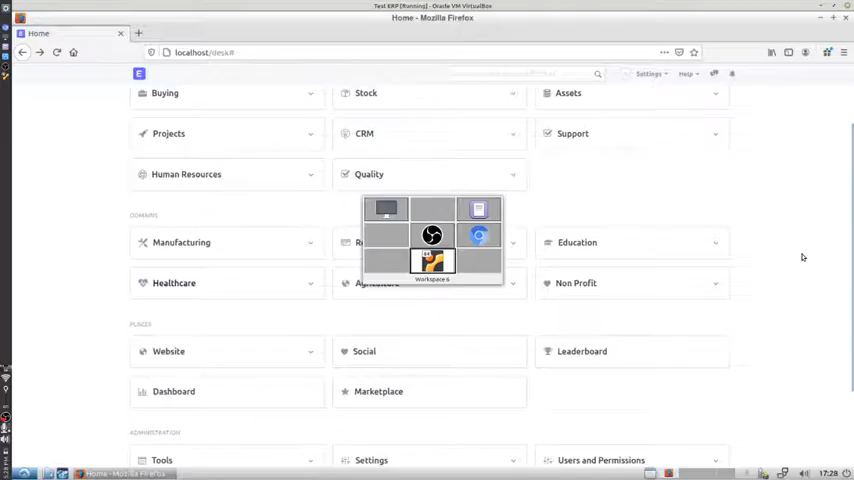 Test ERP [Running] - Oracle VM VirtualBox
Home - Mozilla Firefox
E Home
localhost/desk#
E
Settings
Help
Buying
Stock
Assets
Projects
CRM
Support
Human Resources
Quality
DOMAINS
Manufacturing
Education
Healthcare
Non Profit
Workspace 6
PLACES
Website
Social
Leaderboard
Dashboard
Marketplace
ADMINISTRATION
Tools
Settings
Users and Permissions
Home - Mozilla Firefox
17:28